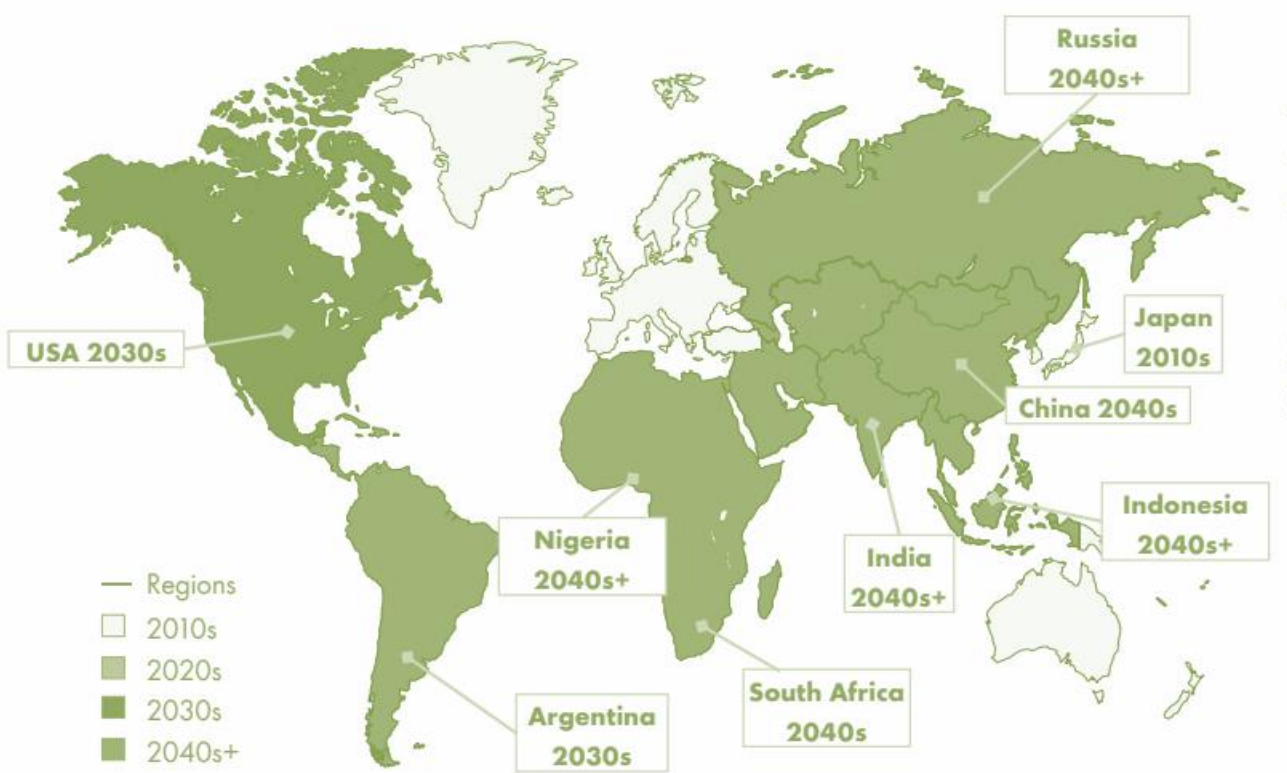 Russia
2040s+
Japan
2010s
USA 2030s
China 2040s
Indonesia
2040s+
Nigeria
2040s+
India
2040s+
South Africa
2040s
Argentina
2030s
Regions
2010s
2020s
2030s
2040s+